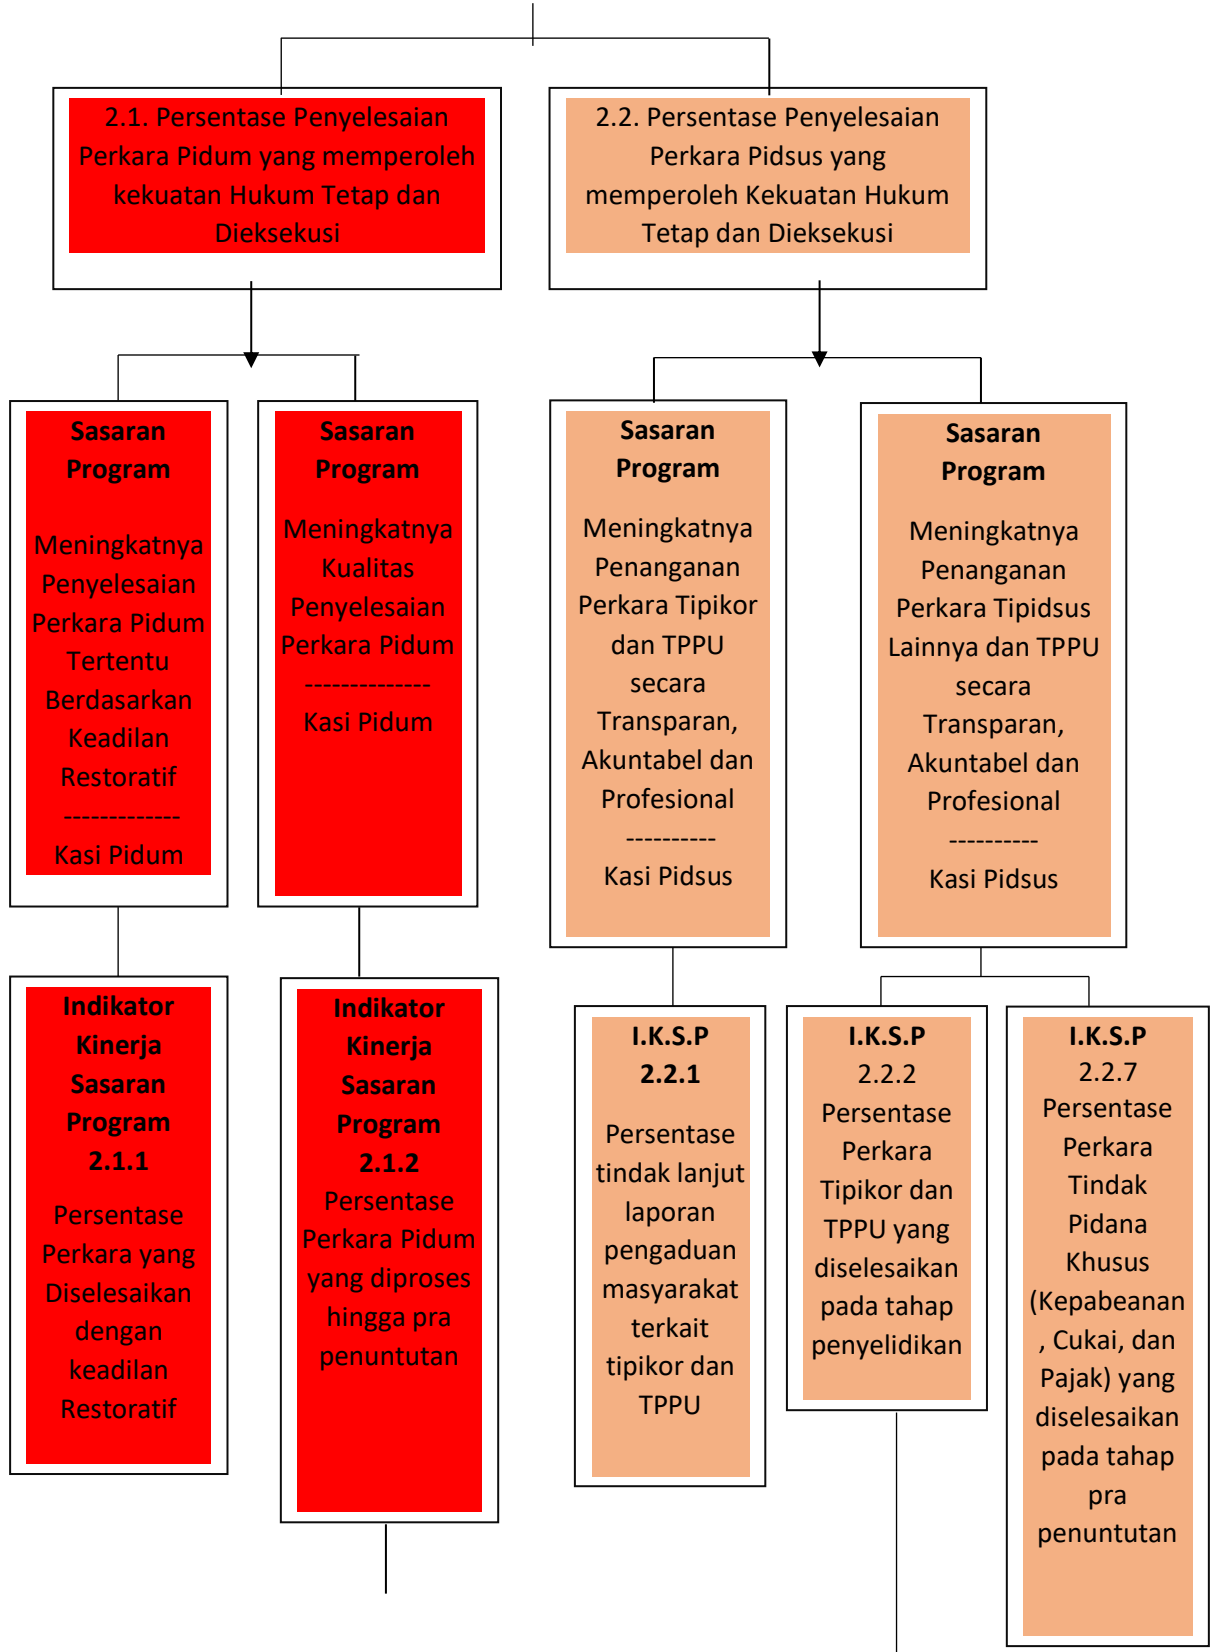 2.1. Persentase Penyelesaian
Perkara Pidum yang memperoleh
kekuatan Hukum Tetap dan
Dieksekusi
2.2. Persentase Penyelesaian
Perkara Pidsus yang
memperoleh Kekuatan Hukum
Tetap dan Dieksekusi
Sasaran
Program
Meningkatnya
Penyelesaian
Perkara Pidum
Tertentu
Berdasarkan
Keadilan
Restoratif
-------------
Kasi Pidum
Sasaran
Program
Meningkatnya
Kualitas
Penyelesaian
Perkara Pidum
--------------
Kasi Pidum
Sasaran
Program
Meningkatnya
Penanganan
Perkara Tipikor
dan TPPU
secara
Transparan,
Akuntabel dan
Profesional
----------
Kasi Pidsus
Sasaran
Program
Meningkatnya
Penanganan
Perkara Tipidsus
Lainnya dan TPPU
secara
Transparan,
Akuntabel dan
Profesional
----------
Kasi Pidsus
Indikator
Kinerja
Sasaran
Program
2.1.1
Persentase
Perkara yang
Diselesaikan
dengan
keadilan
Restoratif
Indikator
Kinerja
Sasaran
Program
2.1.2
Persentase
Perkara Pidum
yang diproses
hingga pra
penuntutan
I.K.S.P
2.2.1
Persentase
tindak lanjut
laporan
pengaduan
masyarakat
terkait
tipikor dan
TPPU
I.K.S.P
2.2.2
Persentase
Perkara
Tipikor dan
TPPU yang
diselesaikan
pada tahap
penyelidikan
I.K.S.P
2.2.7
Persentase
Perkara
Tindak
Pidana
Khusus
(Kepabeanan
, Cukai, dan
Pajak) yang
diselesaikan
pada tahap
pra
penuntutan